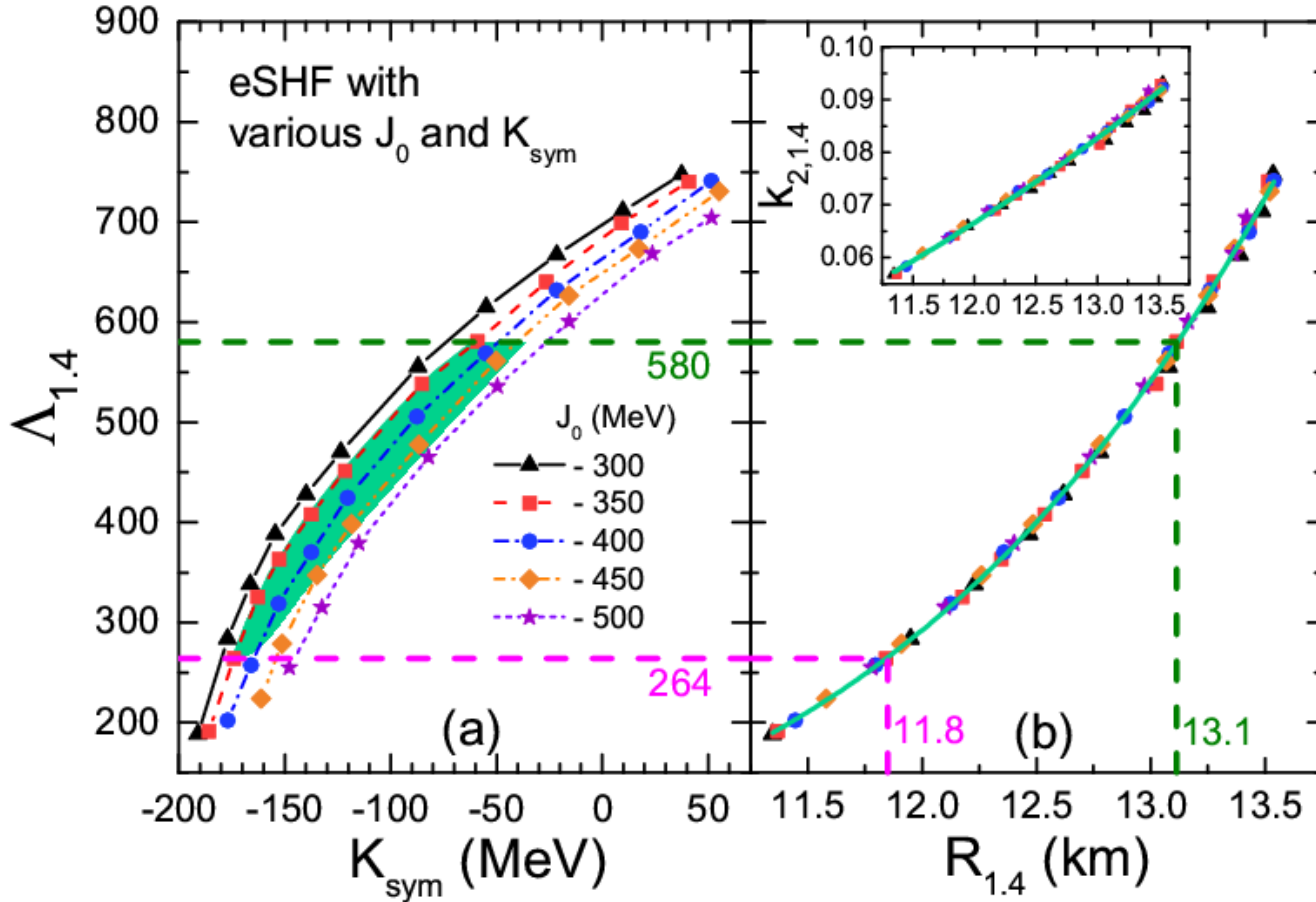 900
800
700
600
500
400
300
200
Λ1.4
eSHF with
various J0 and Ksym
580
J0 (MeV)
- 300
- 350
- 400
- 450
- 500
264
(a)
-200 -150 -100 -50 0 50
Ksym (MeV)
0.10
0.09
0.08
0.07
0.06
k2,1.4
11.5 12.0 12.5 13.0 13.5
11.8
(b)
13.1
11.5 12.0 12.5 13.0 13.5
R1.4 (km)